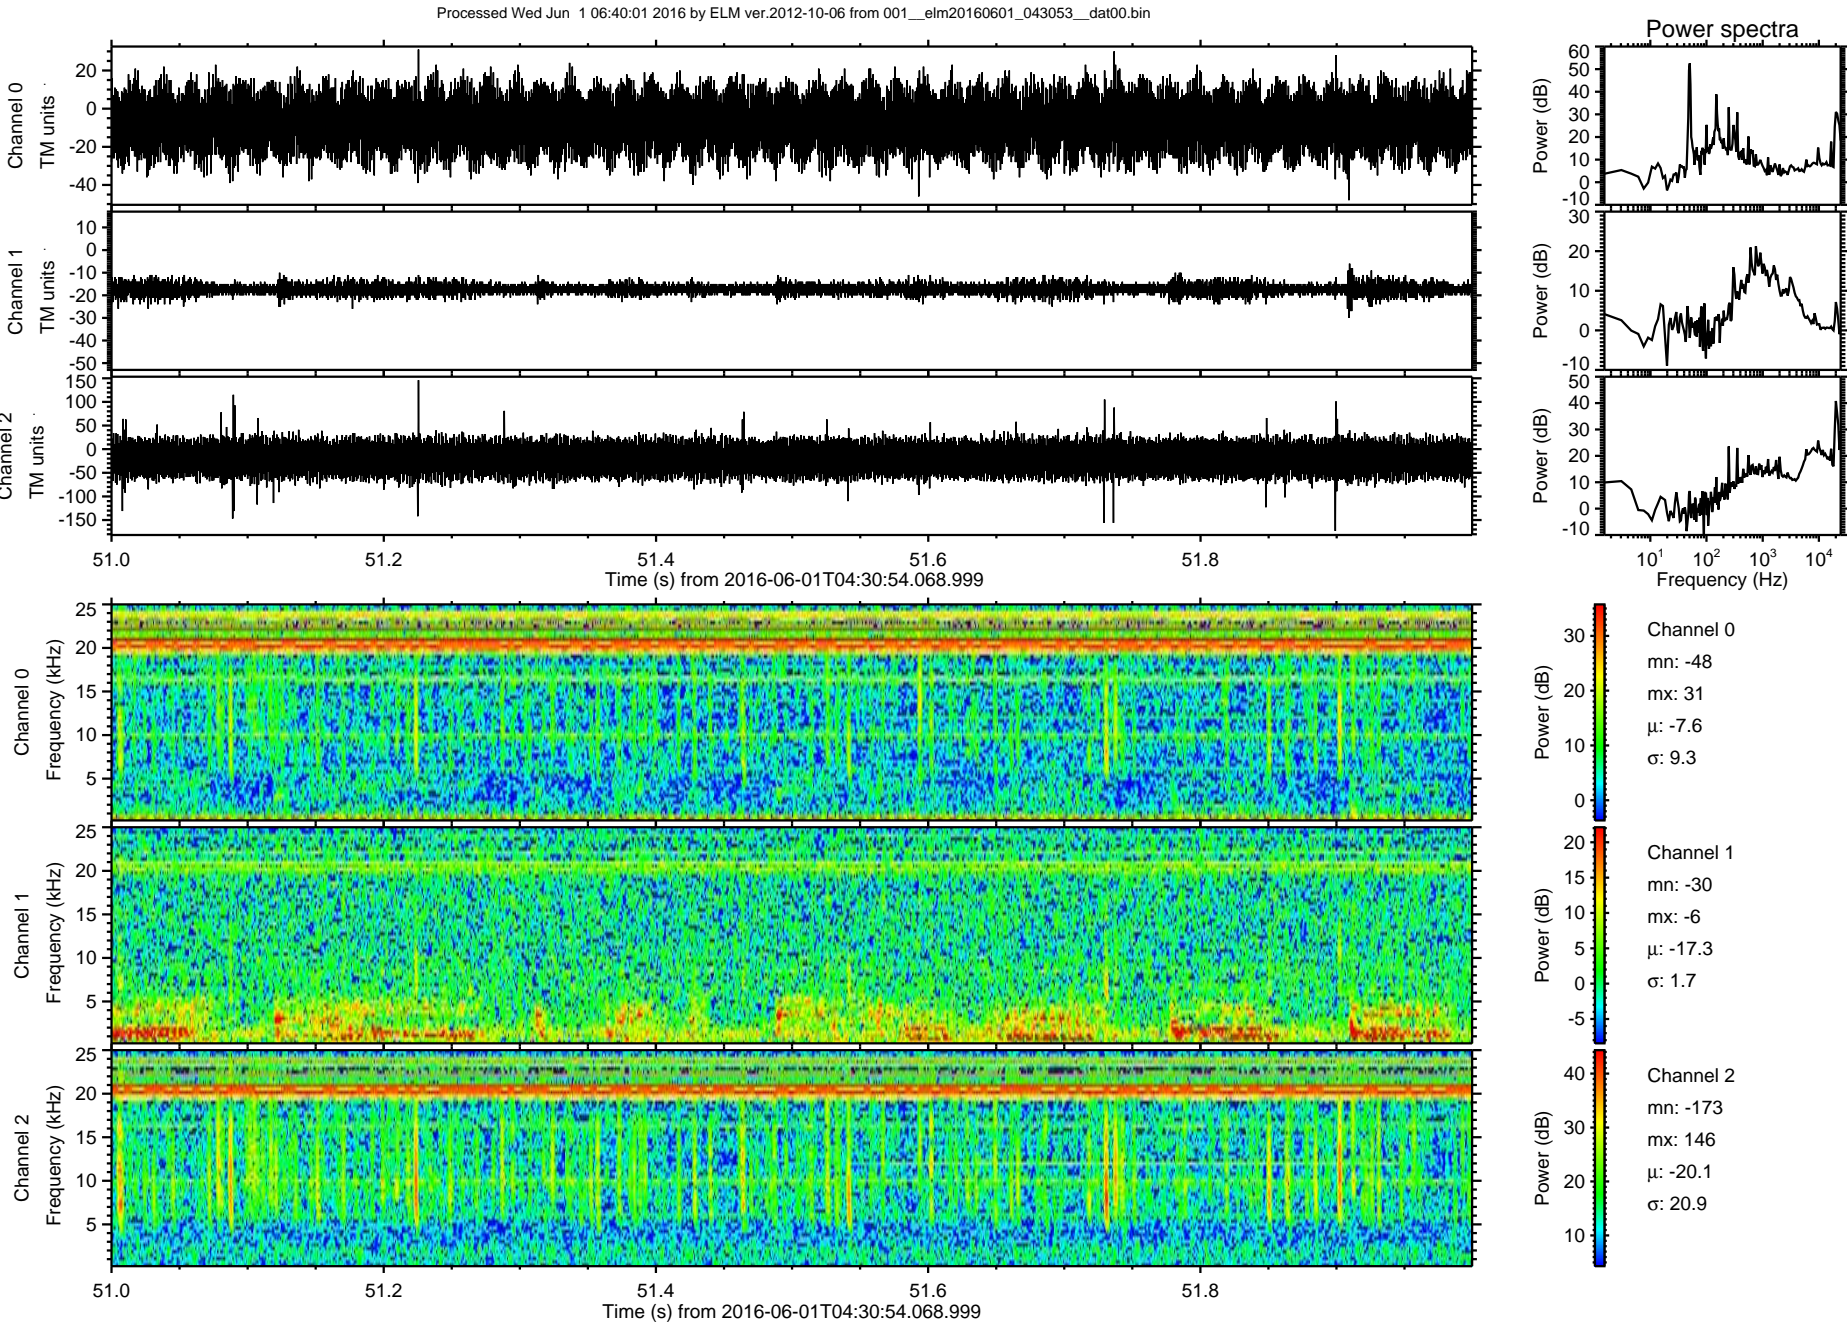 Processed Wed Jun  1 06:40:01 2016 by ELM ver.2012-10-06 from 001__elm20160601_043053__dat00.bin
Power spectra
Channel 0
TM units
20
0
-20
-40
Power (dB)
60
50
40
30
20
10
0
-10
Channel 1
TM units
10
0
-10
-20
-30
-40
-50
Power (dB)
30
20
10
0
-10
Channel 2
TM units
150
100
50
0
-50
-100
-150
Power (dB)
50
40
30
20
10
0
-10
51.0 51.2 51.4 51.6 51.8
Time (s) from 2016-06-01T04:30:54.068.999
10^1 10^2 10^3 10^4
Frequency (Hz)
Channel 0
Frequency (kHz)
25
20
15
10
5
Power (dB)
30
20
10
0
Channel 0
mn: -48
mx: 31
µ: -7.6
σ: 9.3
Channel 1
Frequency (kHz)
25
20
15
10
5
Power (dB)
20
15
10
5
0
-5
Channel 1
mn: -30
mx: -6
µ: -17.3
σ: 1.7
Channel 2
Frequency (kHz)
25
20
15
10
5
Power (dB)
40
30
20
10
Channel 2
mn: -173
mx: 146
µ: -20.1
σ: 20.9
51.0 51.2 51.4 51.6 51.8
Time (s) from 2016-06-01T04:30:54.068.999